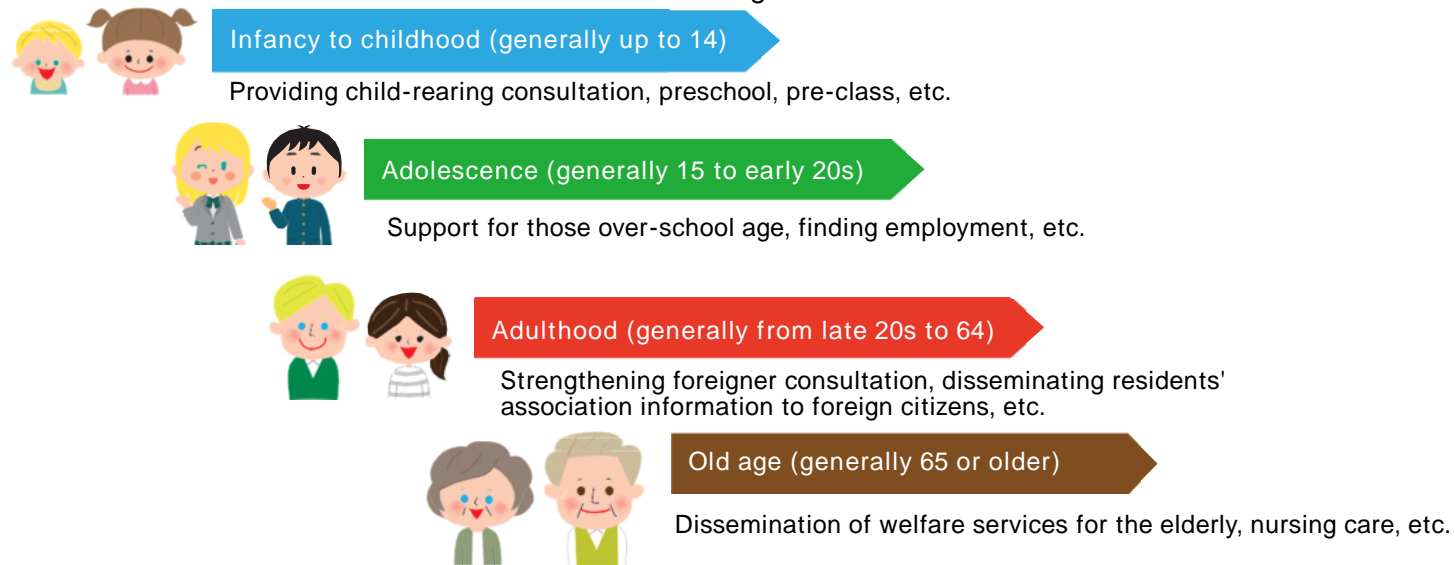 Infancy to childhood (generally up to 14)
Providing child-rearing consultation, preschool, pre-class, etc.
Adolescence (generally 15 to early 20s)
Support for those over-school age, finding employment, etc.
Adulthood (generally from late 20s to 64)
Strengthening foreigner consultation, disseminating residents'
association information to foreign citizens, etc.
Old age (generally 65 or older)
Dissemination of welfare services for the elderly, nursing care, etc.